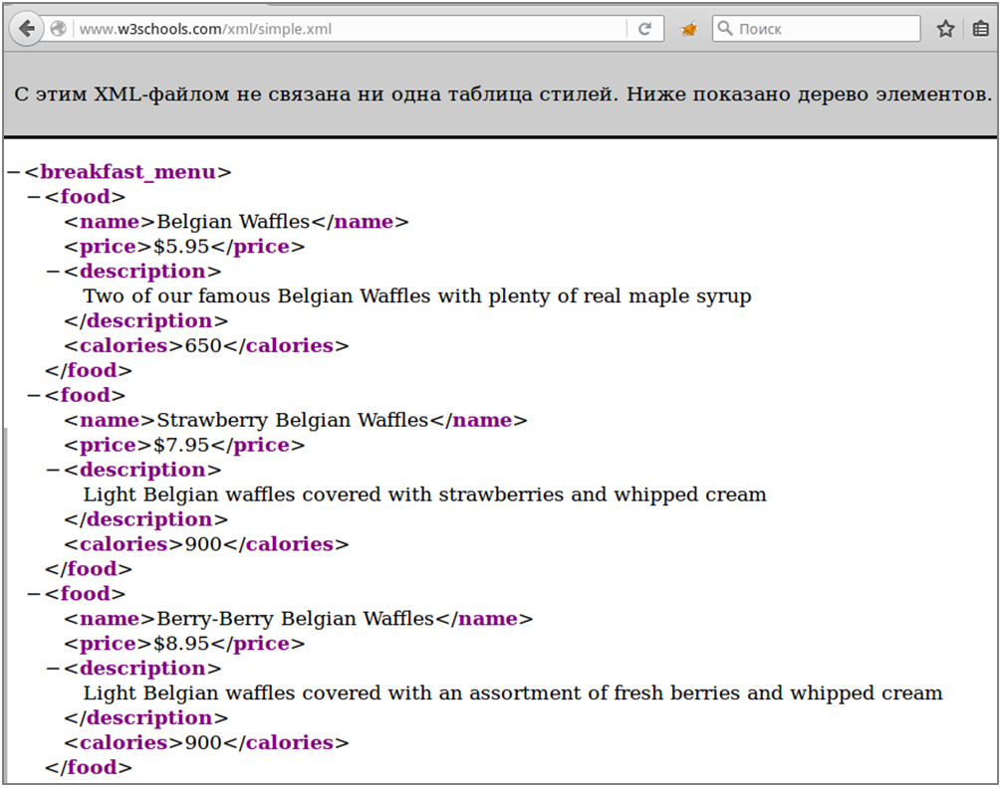 www.w3schools.com/xml/simple.xml
Поиск
С этим XML-файлом не связана ни одна таблица стилей. Ниже показано дерево элементов.
−<breakfast_menu>
−<food>
<name>Belgian Waffles</name>
<price>$5.95</price>
−<description>
Two of our famous Belgian Waffles with plenty of real maple syrup
</description>
<calories>650</calories>
</food>
−<food>
<name>Strawberry Belgian Waffles</name>
<price>$7.95</price>
−<description>
Light Belgian waffles covered with strawberries and whipped cream
</description>
<calories>900</calories>
</food>
−<food>
<name>Berry-Berry Belgian Waffles</name>
<price>$8.95</price>
−<description>
Light Belgian waffles covered with an assortment of fresh berries and whipped cream
</description>
<calories>900</calories>
</food>